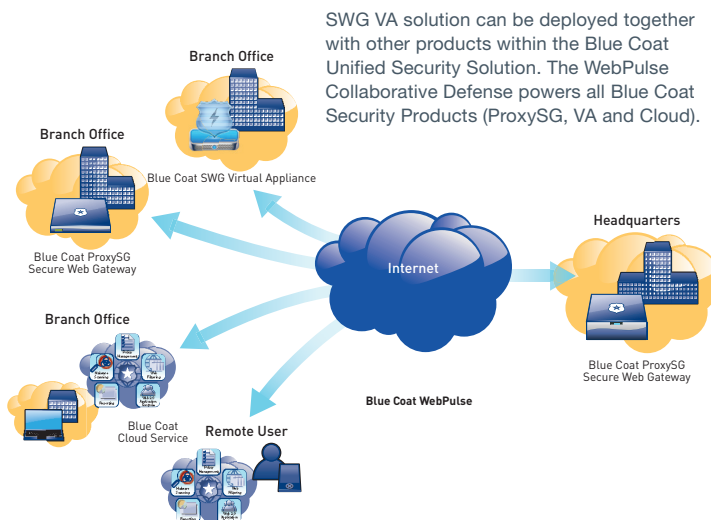 SWG VA solution can be deployed together
with other products within the Blue Coat
Unified Security Solution. The WebPulse
Collaborative Defense powers all Blue Coat
Security Products (ProxySG, VA and Cloud).
Branch Office
Blue Coat SWG Virtual Appliance
Branch Office
Blue Coat ProxySG
Secure Web Gateway
Internet
Headquarters
Blue Coat ProxySG
Secure Web Gateway
Branch Office
Blue Coat
Cloud Service
Blue Coat WebPulse
Remote User